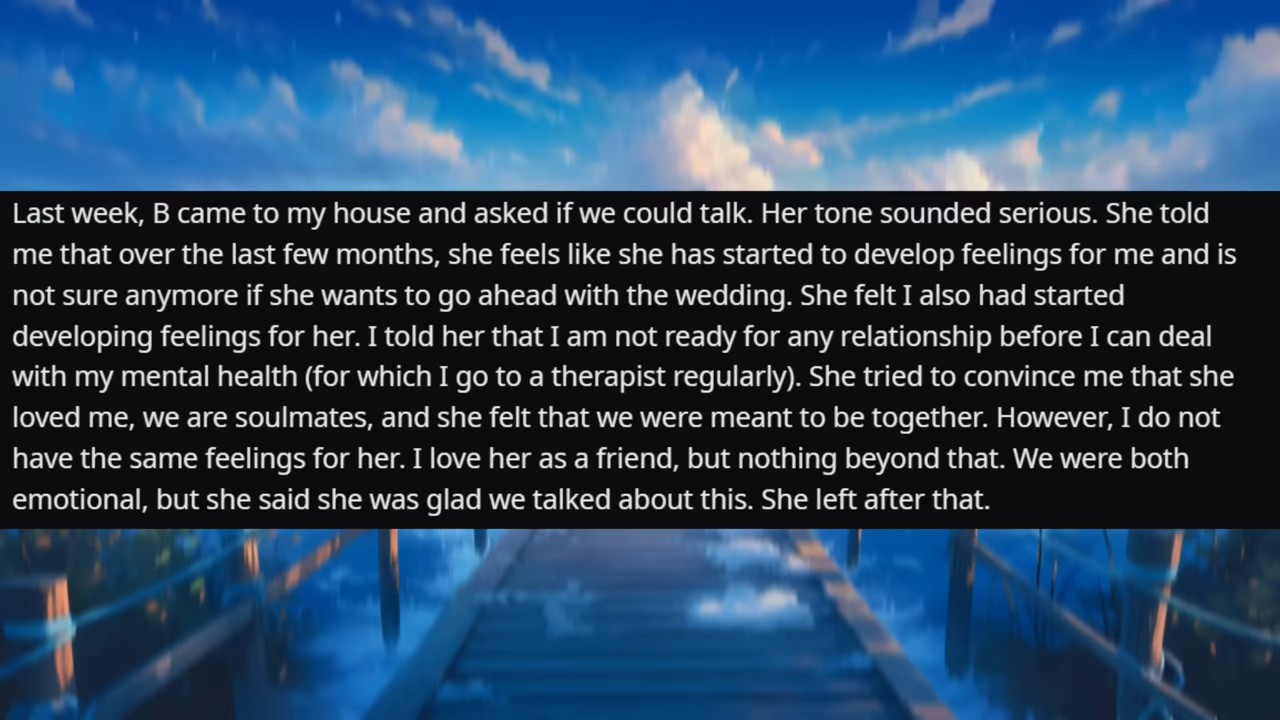 Last week, B came to my house and asked if we could talk. Her tone sounded serious. She told
me that over the last few months, she feels like she has started to develop feelings for me and is
not sure anymore if she wants to go ahead with the wedding. She felt I also had started
developing feelings for her. I told her that I am not ready for any relationship before I can deal
with my mental health (for which I go to a therapist regularly). She tried to convince me that she
loved me, we are soulmates, and she felt that we were meant to be together. However, I do not
have the same feelings for her. I love her as a friend, but nothing beyond that. We were both
emotional, but she said she was glad we talked about this. She left after that.